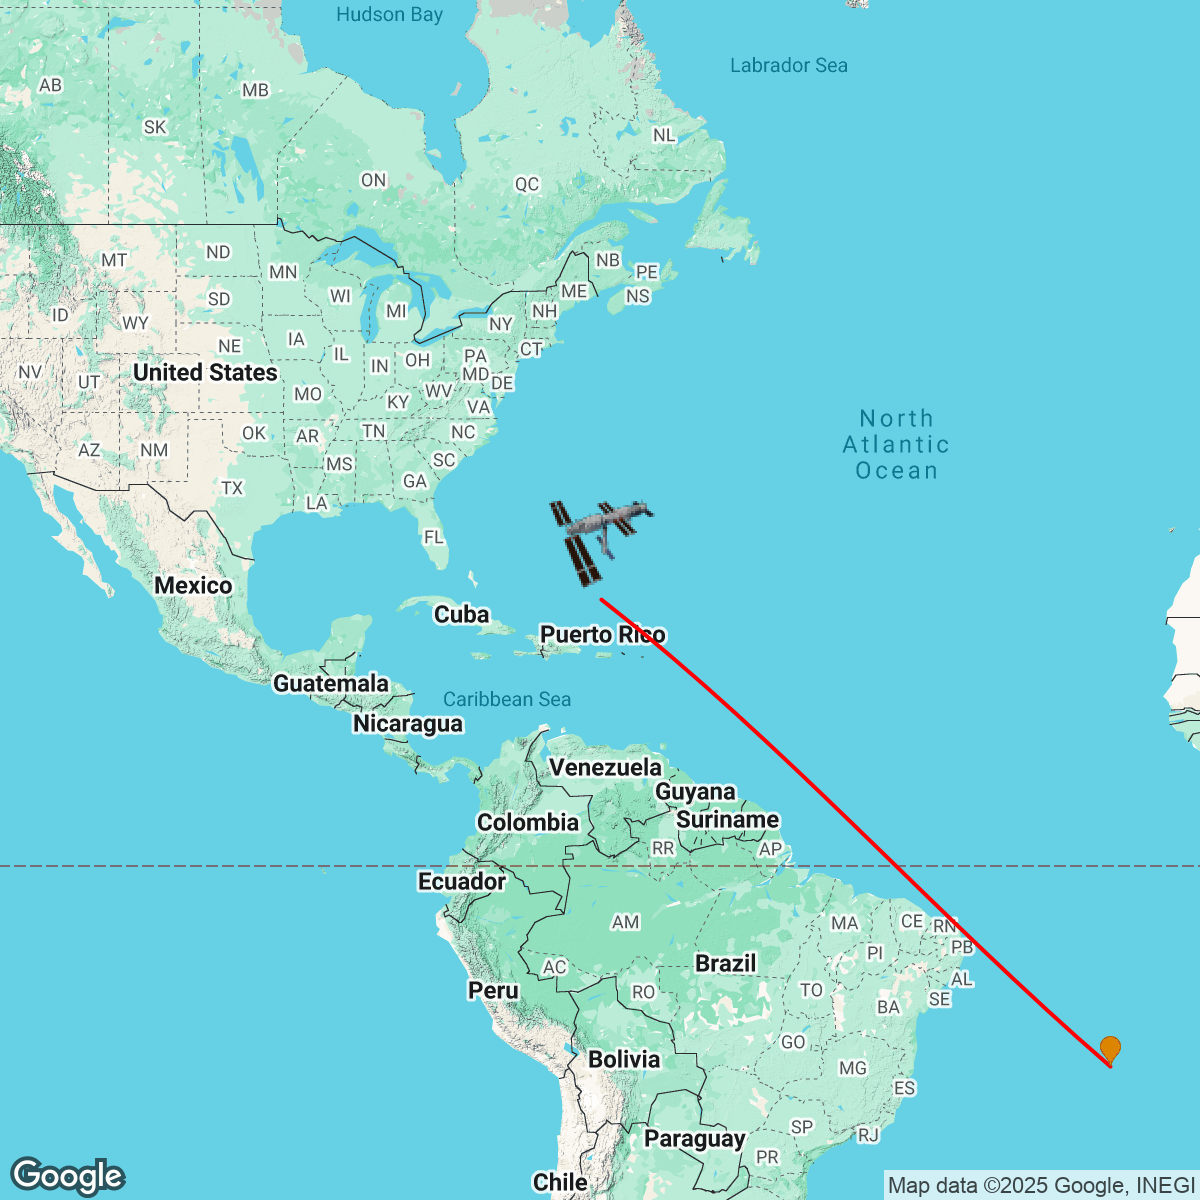 Hudson Bay
Labrador Sea
AB
MB
SK
NL
ON
QC
MT
ND
MN
NB
PE
ME
NS
WI
SD
ID
WY
MI
NH
NY
NE
IA
IL
IN
OH
PA
CT
NV
UT
United States
MD
DE
MO
KY
WV
VA
AZ
NM
OK
AR
TN
NC
MS
SC
GA
TX
LA
FL
North
Atlantic
Ocean
Mexico
Cuba
Puerto Rico
Guatemala
Caribbean Sea
Nicaragua
Venezuela
Guyana
Colombia
Suriname
RR
AP
Ecuador
AM
MA
CE
RN
PB
PI
Brazil
AC
TO
AL
Peru
RO
BA
SE
GO
Bolivia
MG
ES
SP
RJ
Paraguay
PR
Chile
Google
Map data ©2025 Google, INEGI